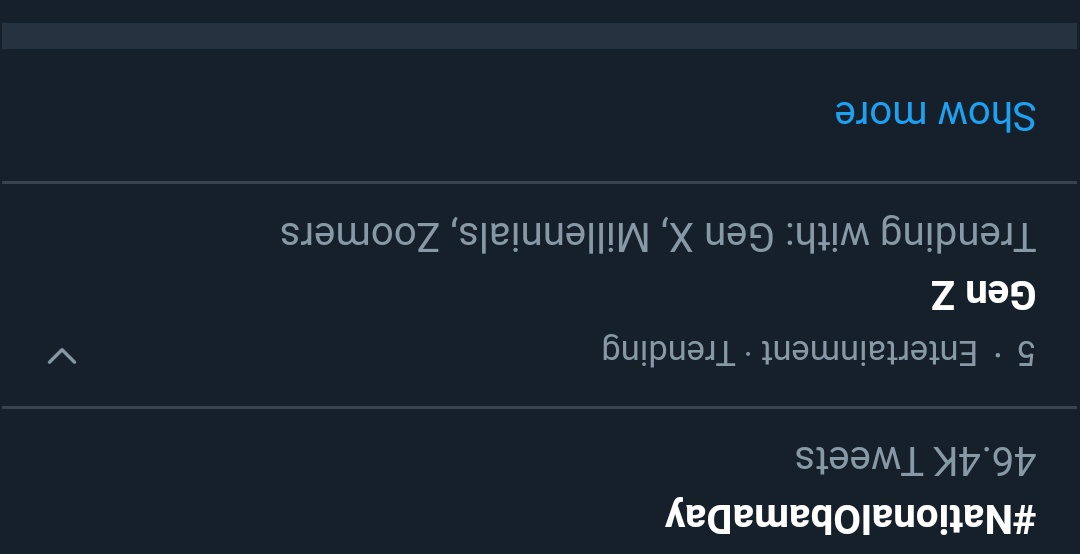 #NationalObamaDay
46.4K Tweets
5 · Entertainment · Trending
Gen Z
Trending with: Gen X, Millennials, Zoomers
Show more